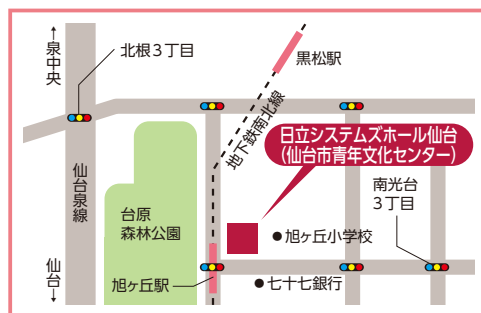 ←泉中央
北根３丁目
黒松駅
地下鉄南北線
日立システムズホール仙台
(仙台市青年文化センター)
仙台泉線
台原
森林公園
南光台
３丁目
●旭ヶ丘小学校
仙台→
旭ヶ丘駅
●七十七銀行